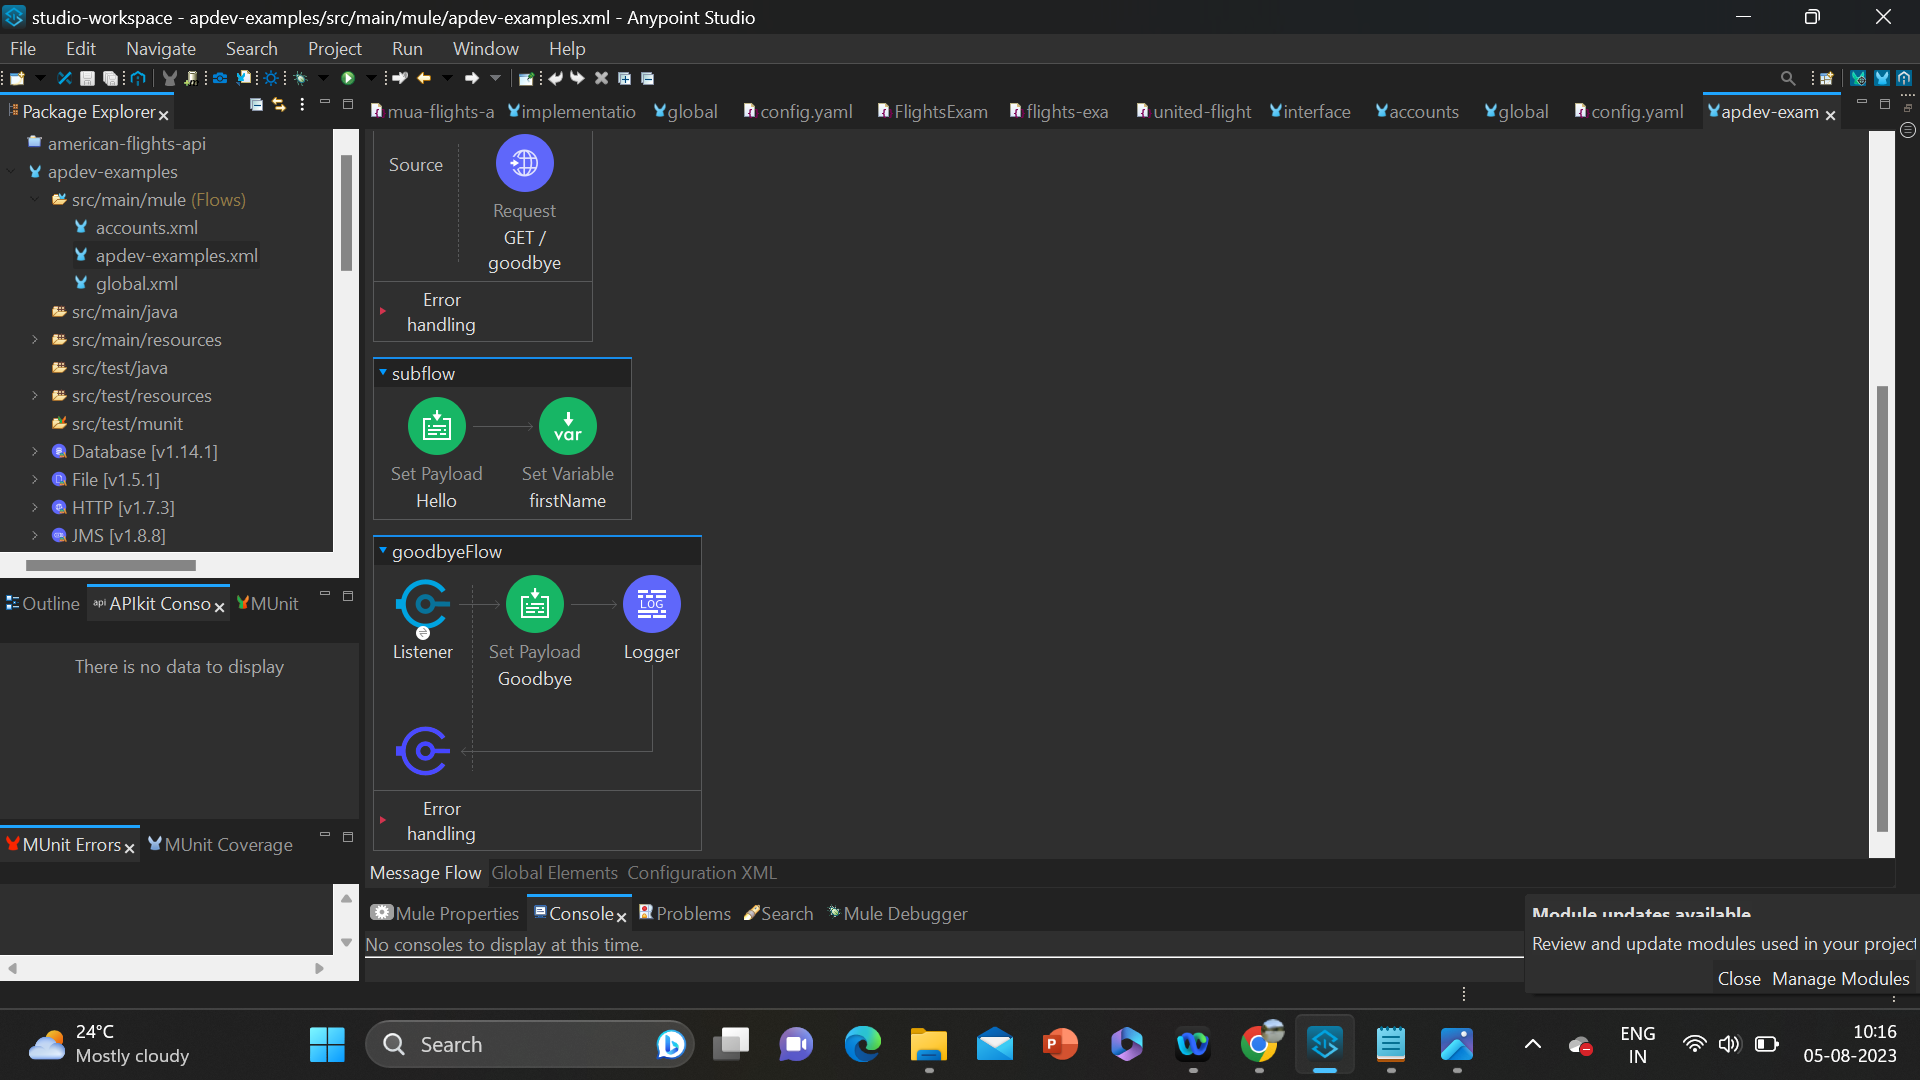 studio-workspace - apdev-examples/src/main/mule/apdev-examples.xml - Anypoint Studio
File Edit Navigate Search Project Run Window Help
Package Explorer
mua-flights-a implementatio global config.yaml FlightsExam flights-exa united-flight interface accounts global config.yaml apdev-exam
american-flights-api
apdev-examples
src/main/mule (Flows)
accounts.xml
apdev-examples.xml
global.xml
src/main/java
src/main/resources
src/test/java
src/test/resources
src/test/munit
Database [v1.14.1]
File [v1.5.1]
HTTP [v1.7.3]
JMS [v1.8.8]
Source
Request
GET /
goodbye
Error
handling
subflow
var
Set Payload Set Variable
Hello firstName
goodbyeFlow
LOG
Listener Set Payload Logger
Goodbye
Error
handling
Outline api APIkit Conso MUnit
There is no data to display
MUnit Errors MUnit Coverage
Message Flow Global Elements Configuration XML
Mule Properties Console Problems Search Mule Debugger
No consoles to display at this time.
Module updates available
Review and update modules used in your project
Close Manage Modules
24°C
Mostly cloudy
Search
ENG
IN
10:16
05-08-2023